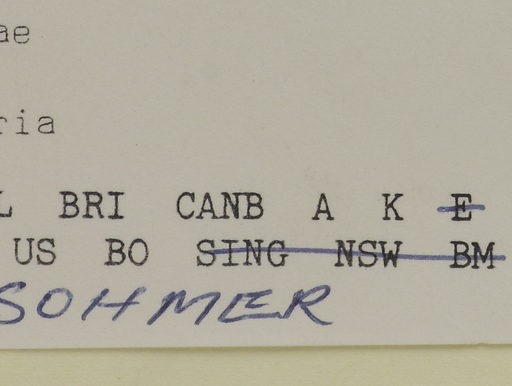 ae
ria
L BRI CANB A K E
US BO SING NSW BM
SOHMER